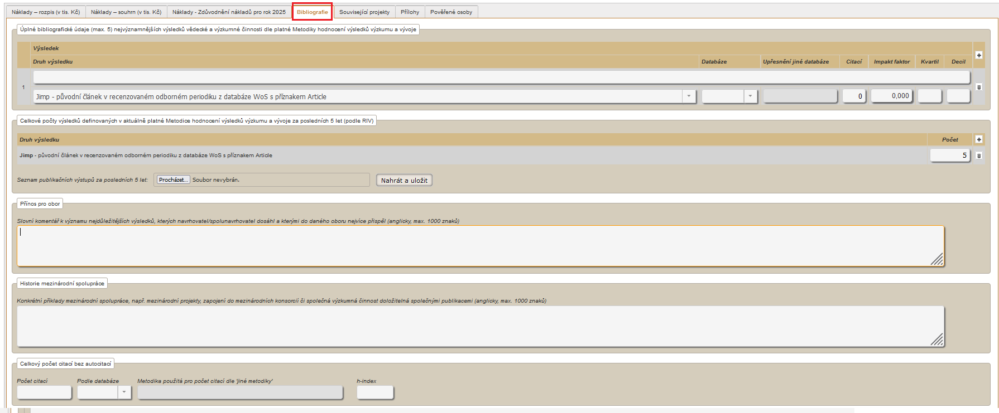 Náklady – rozpis (v tis. Kč) Náklady – souhrn (v tis. Kč) Náklady - Zdůvodnění nákladů pro rok 2025 Bibliografie Související projekty Přílohy Pověřené osoby
Úplné bibliografické údaje (max. 5) nejvýznamnějších výsledků vědecké a výzkumné činnosti dle platné Metodiky hodnocení výsledků výzkumu a vývoje
Výsledek
Druh výsledku Databáze Upřesnění jiné databáze Citací Impakt faktor Kvartil Decil
1
Jimp - původní článek v recenzovaném odborném periodiku z databáze WoS s příznakem Article 0 0,000
Celkové počty výsledků definovaných v aktuálně platné Metodice hodnocení výsledků výzkumu a vývoje za posledních 5 let (podle RIV)
Druh výsledku Počet
Jimp - původní článek v recenzovaném odborném periodiku z databáze WoS s příznakem Article 5
Seznam publikačních výstupů za posledních 5 let: Procházet... Soubor nevybrán. Nahrát a uložit
Přínos pro obor
Slovní komentář k významu nejdůležitějších výsledků, kterých navrhovatel/spolunavrhovatel dosáhl a kterými do daného oboru nejvíce přispěl (anglicky, max. 1000 znaků)
Historie mezinárodní spolupráce
Konkrétní příklady mezinárodní spolupráce, např. mezinárodní projekty, zapojení do mezinárodních konsorcií či společná výzkumná činnost doložitelná společnými publikacemi (anglicky, max. 1000 znaků)
Celkový počet citací bez autocitací
Počet citací Podle databáze Metodika použitá pro počet citací dle 'jiné metodiky' h-index